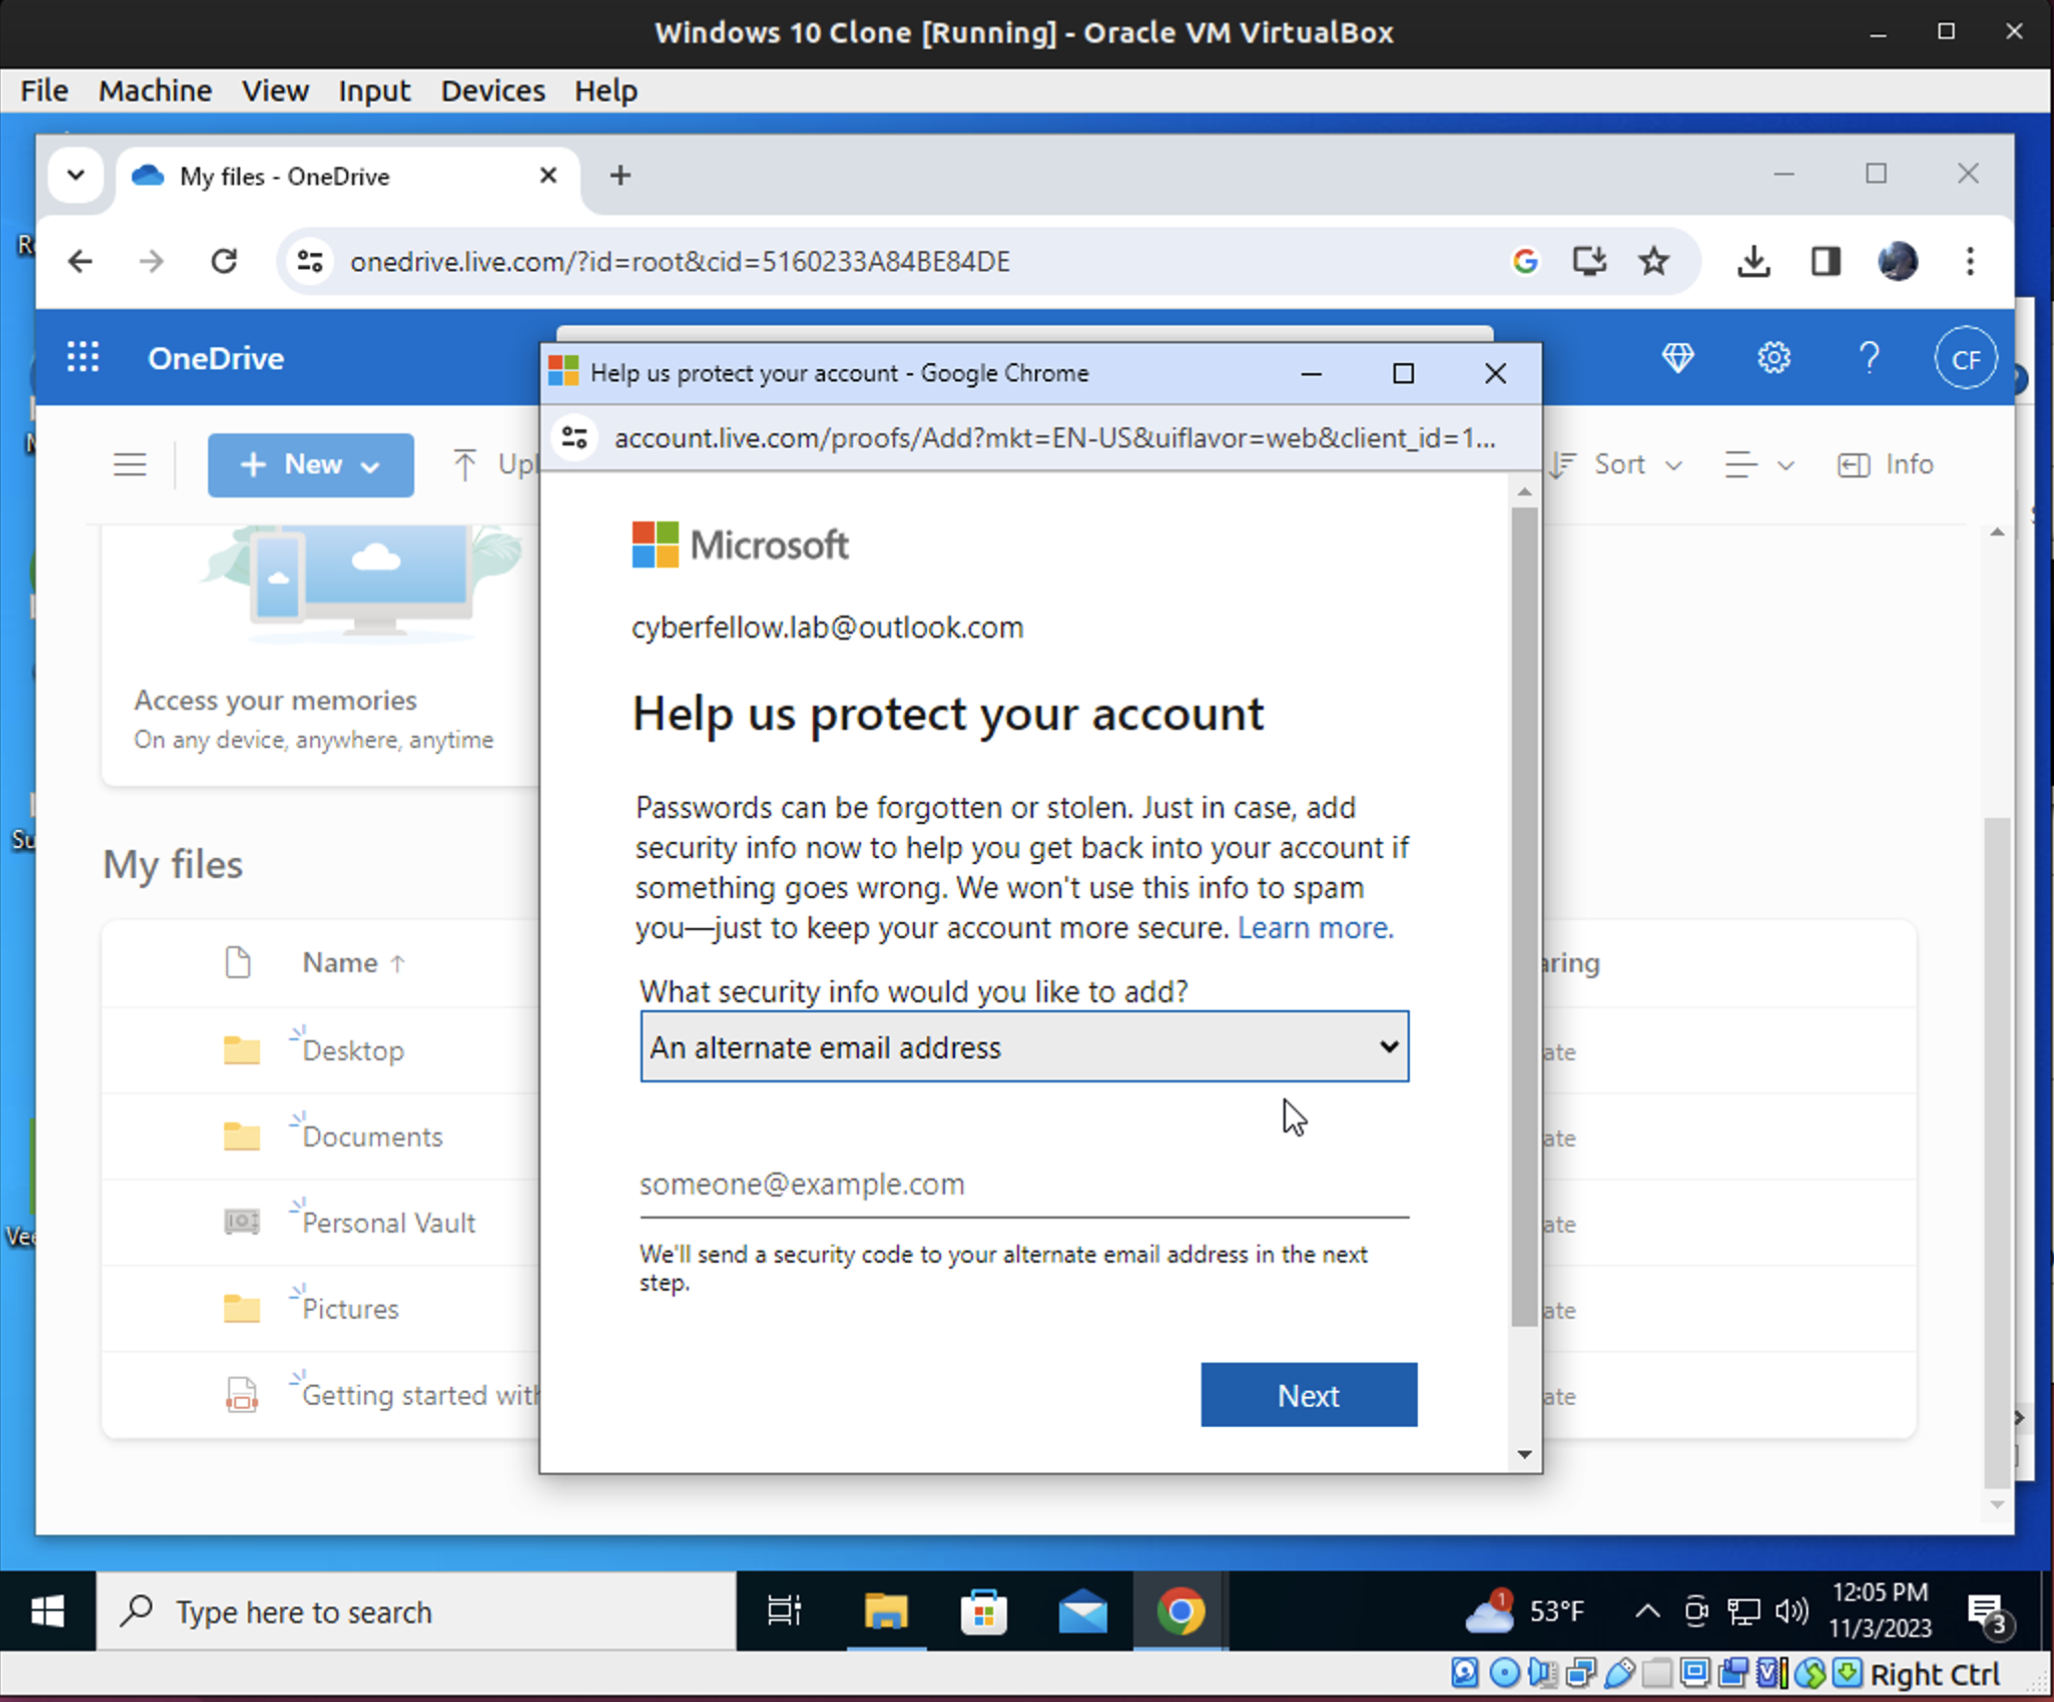 Windows 10 Clone [Running] - Oracle VM VirtualBox
File Machine View Input Devices Help
My files - OneDrive
onedrive.live.com/?id=root&cid=5160233A84BE84DE
OneDrive
CF
Help us protect your account - Google Chrome
account.live.com/proofs/Add?mkt=EN-US&uiflavor=web&client_id=1...
New
Upl
Sort
Info
Microsoft
cyberfellow.lab@outlook.com
Help us protect your account
Passwords can be forgotten or stolen. Just in case, add
security info now to help you get back into your account if
something goes wrong. We won't use this info to spam
you—just to keep your account more secure. Learn more.
What security info would you like to add?
An alternate email address
someone@example.com
We'll send a security code to your alternate email address in the next
step.
Next
Access your memories
On any device, anywhere, anytime
My files
Name
aring
Desktop
ate
Documents
ate
Personal Vault
ate
Pictures
ate
Getting started with
ate
Su
Vee
Type here to search
1
53°F
12:05 PM
11/3/2023
3
Right Ctrl